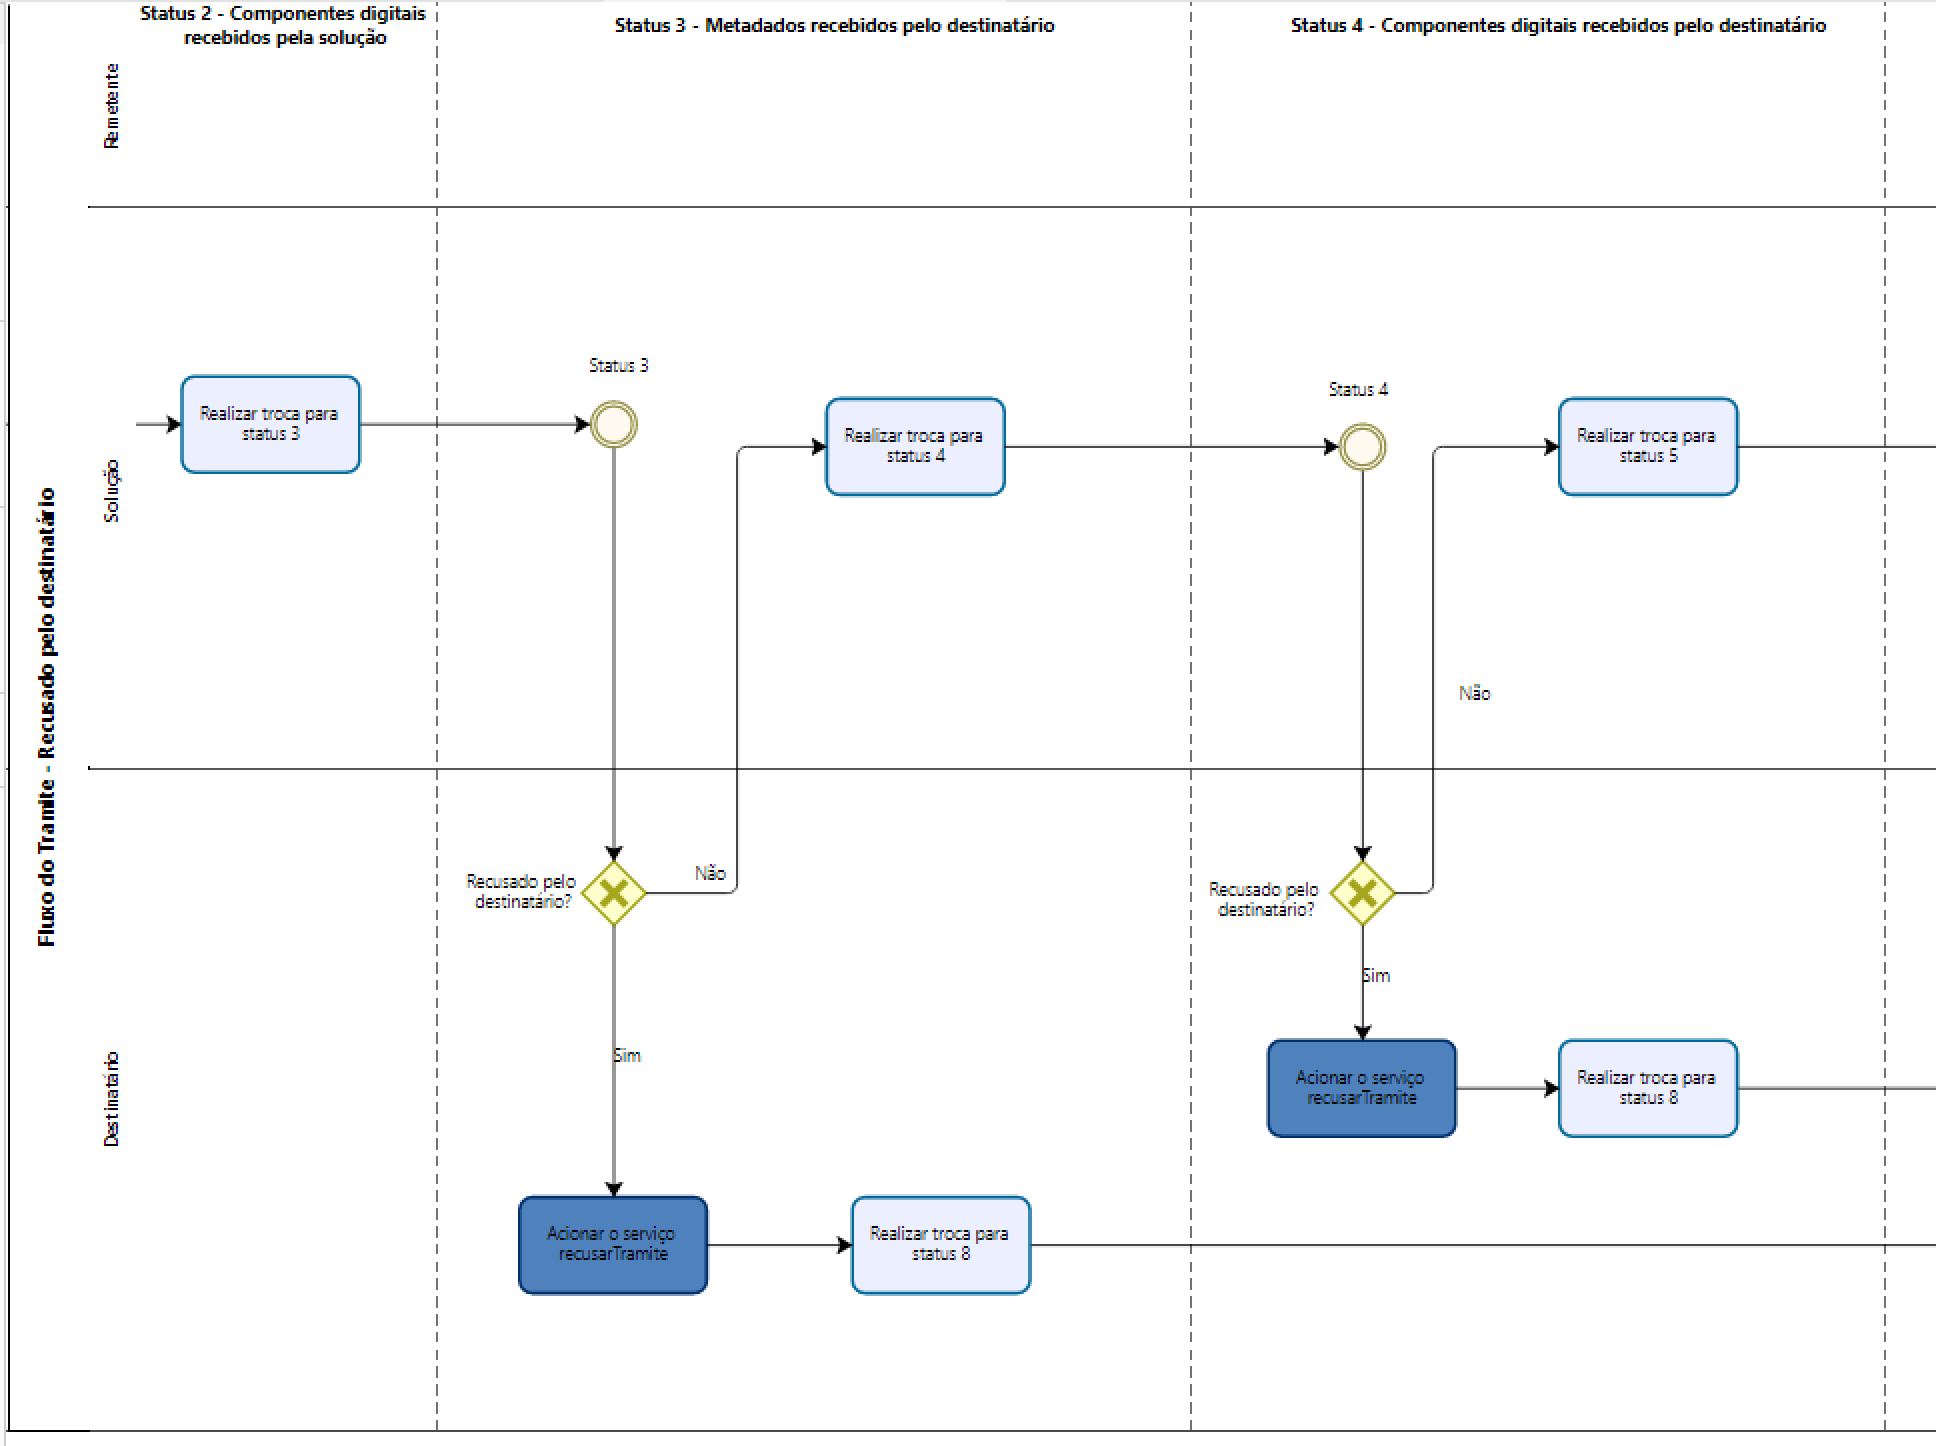 Status 2 - Componentes digitais
recebidos pela solução
Status 3 - Metadados recebidos pelo destinatário
Status 4 - Componentes digitais recebidos pelo destinatário
Fluxo do Tramite - Recusado pelo destinatário
Remetente
Solução
Realizar troca para
status 3
Status 3
Realizar troca para
status 4
Status 4
Realizar troca para
status 5
Não
Destinatário
Recusado pelo
destinatário?
Não
Sim
Acionar o serviço
recusarTramite
Realizar troca para
status 8
Recusado pelo
destinatário?
Sim
Acionar o serviço
recusarTramite
Realizar troca para
status 8